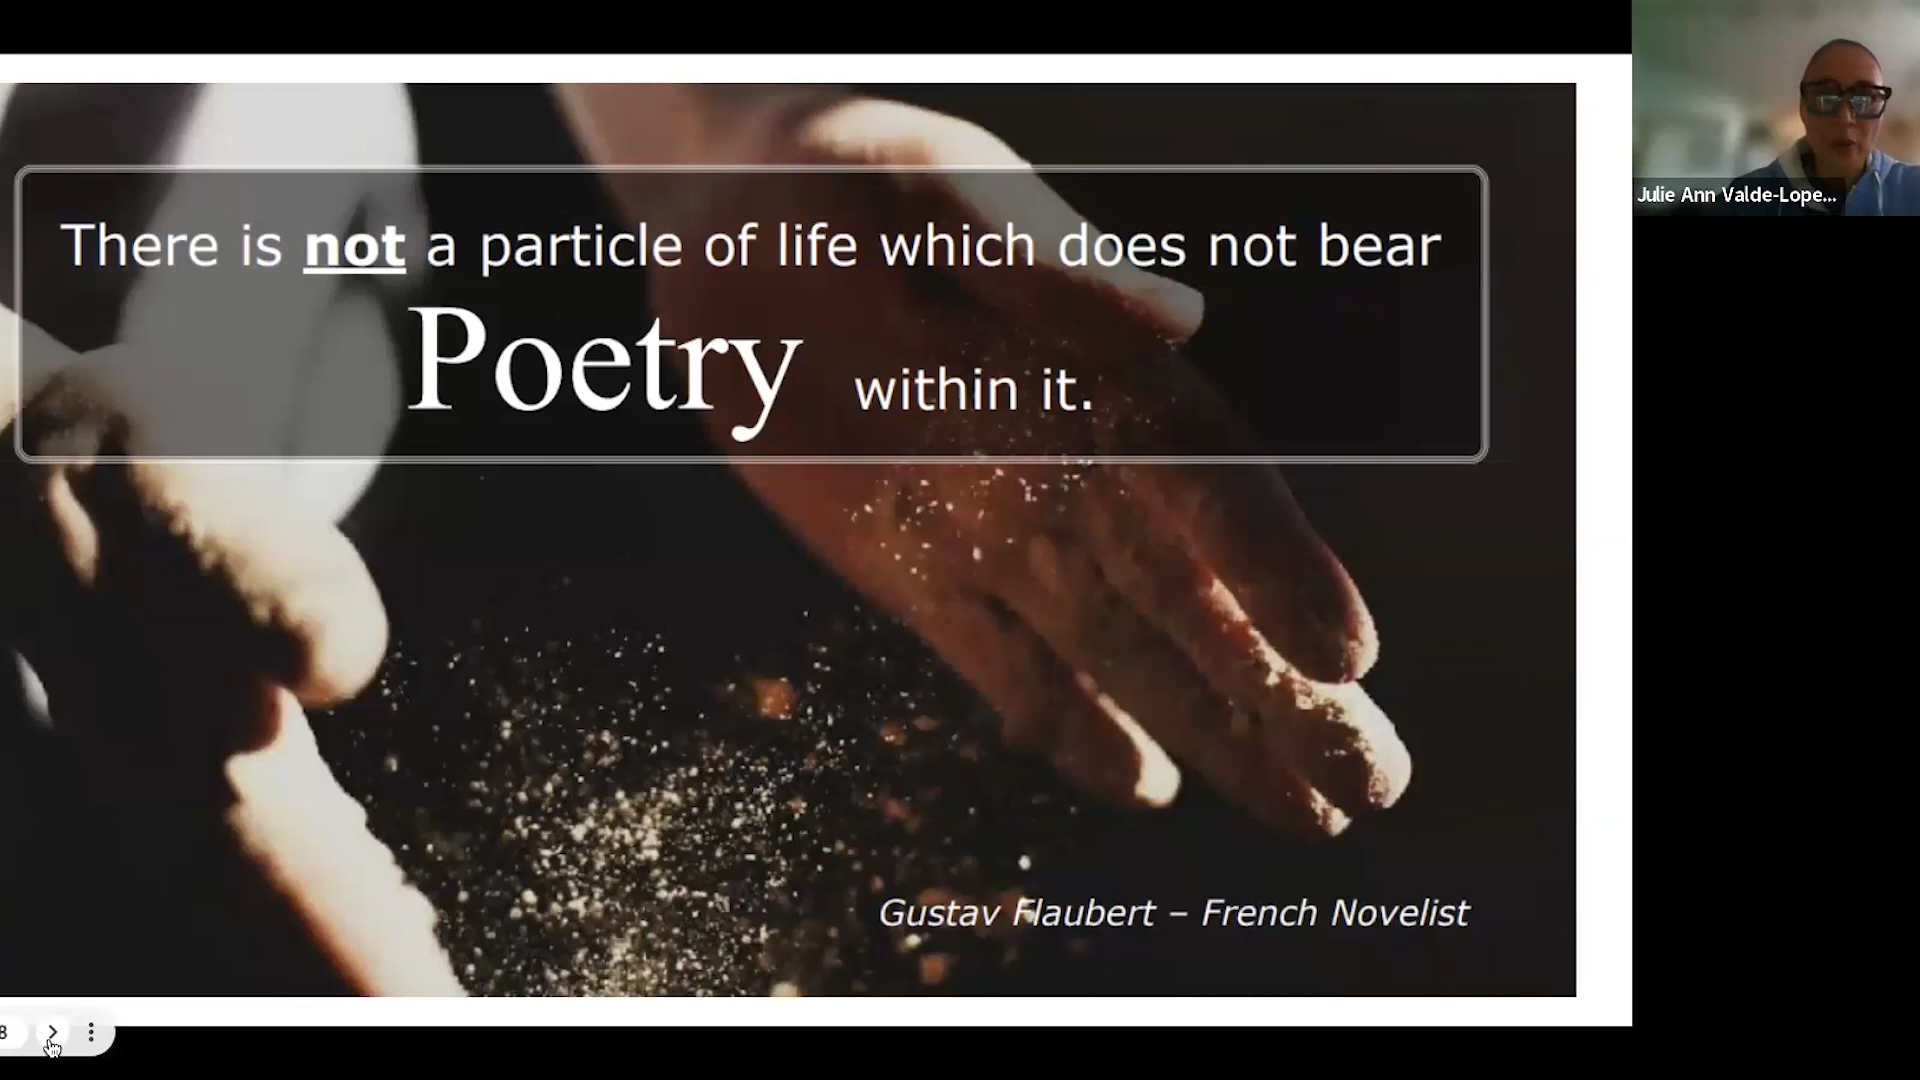 There is not a particle of life which does not bear
Poetry within it.
Gustav Flaubert – French Novelist
Julie Ann Valde-Lope...
8